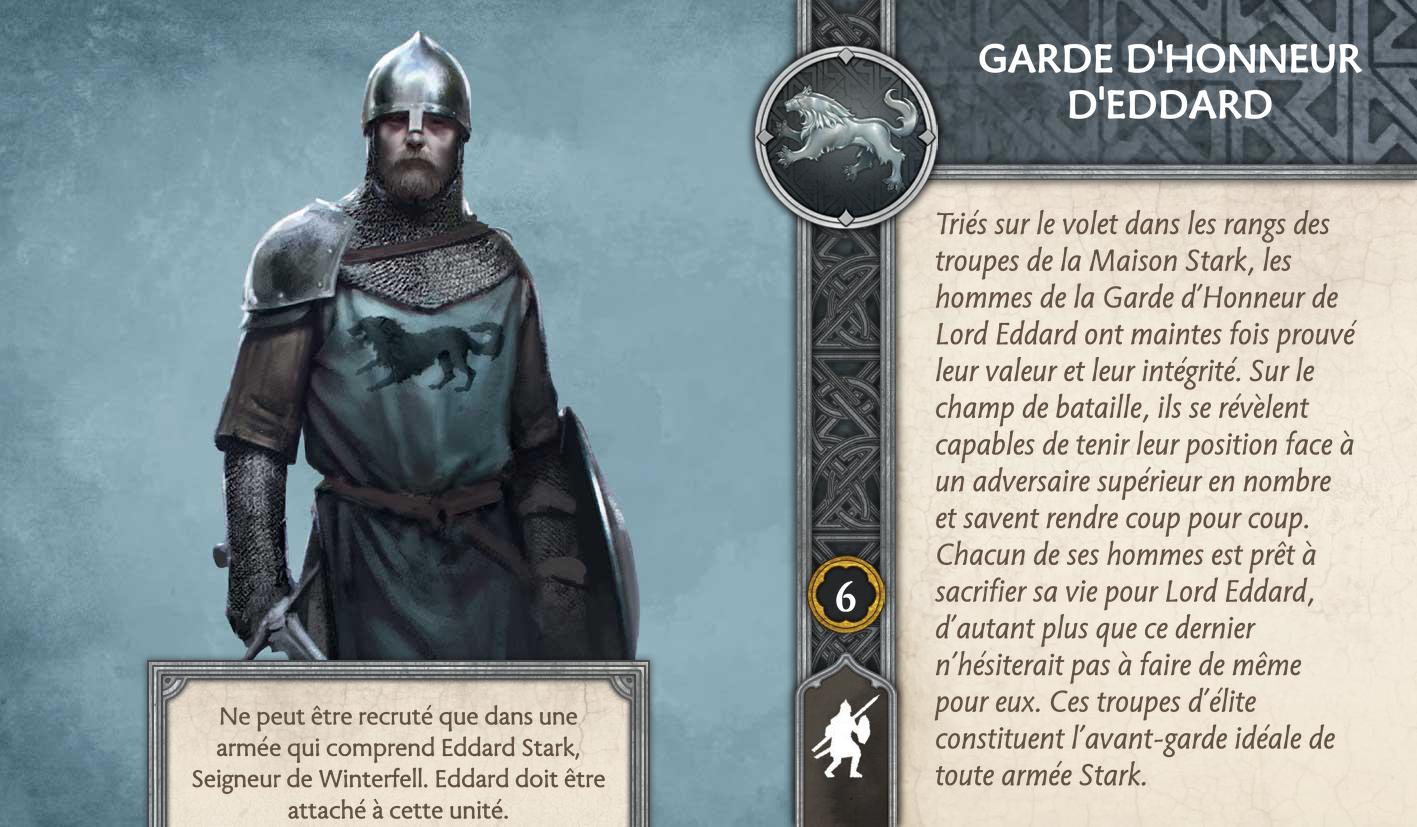 GARDE D'HONNEUR
D'EDDARD
Triés sur le volet dans les rangs des
troupes de la Maison Stark, les
hommes de la Garde d'Honneur de
Lord Eddard ont maintes fois prouvé
leur valeur et leur intégrité. Sur le
champ de bataille, ils se révèlent
capables de tenir leur position face à
un adversaire supérieur en nombre
et savent rendre coup pour coup.
Chacun de ses hommes est prêt à
sacrifier sa vie pour Lord Eddard,
d'autant plus que ce dernier
n'hésiterait pas à faire de même
pour eux. Ces troupes d'élite
constituent l'avant-garde idéale de
toute armée Stark.
6
Ne peut être recruté que dans une
armée qui comprend Eddard Stark,
Seigneur de Winterfell. Eddard doit être
attaché à cette unité.